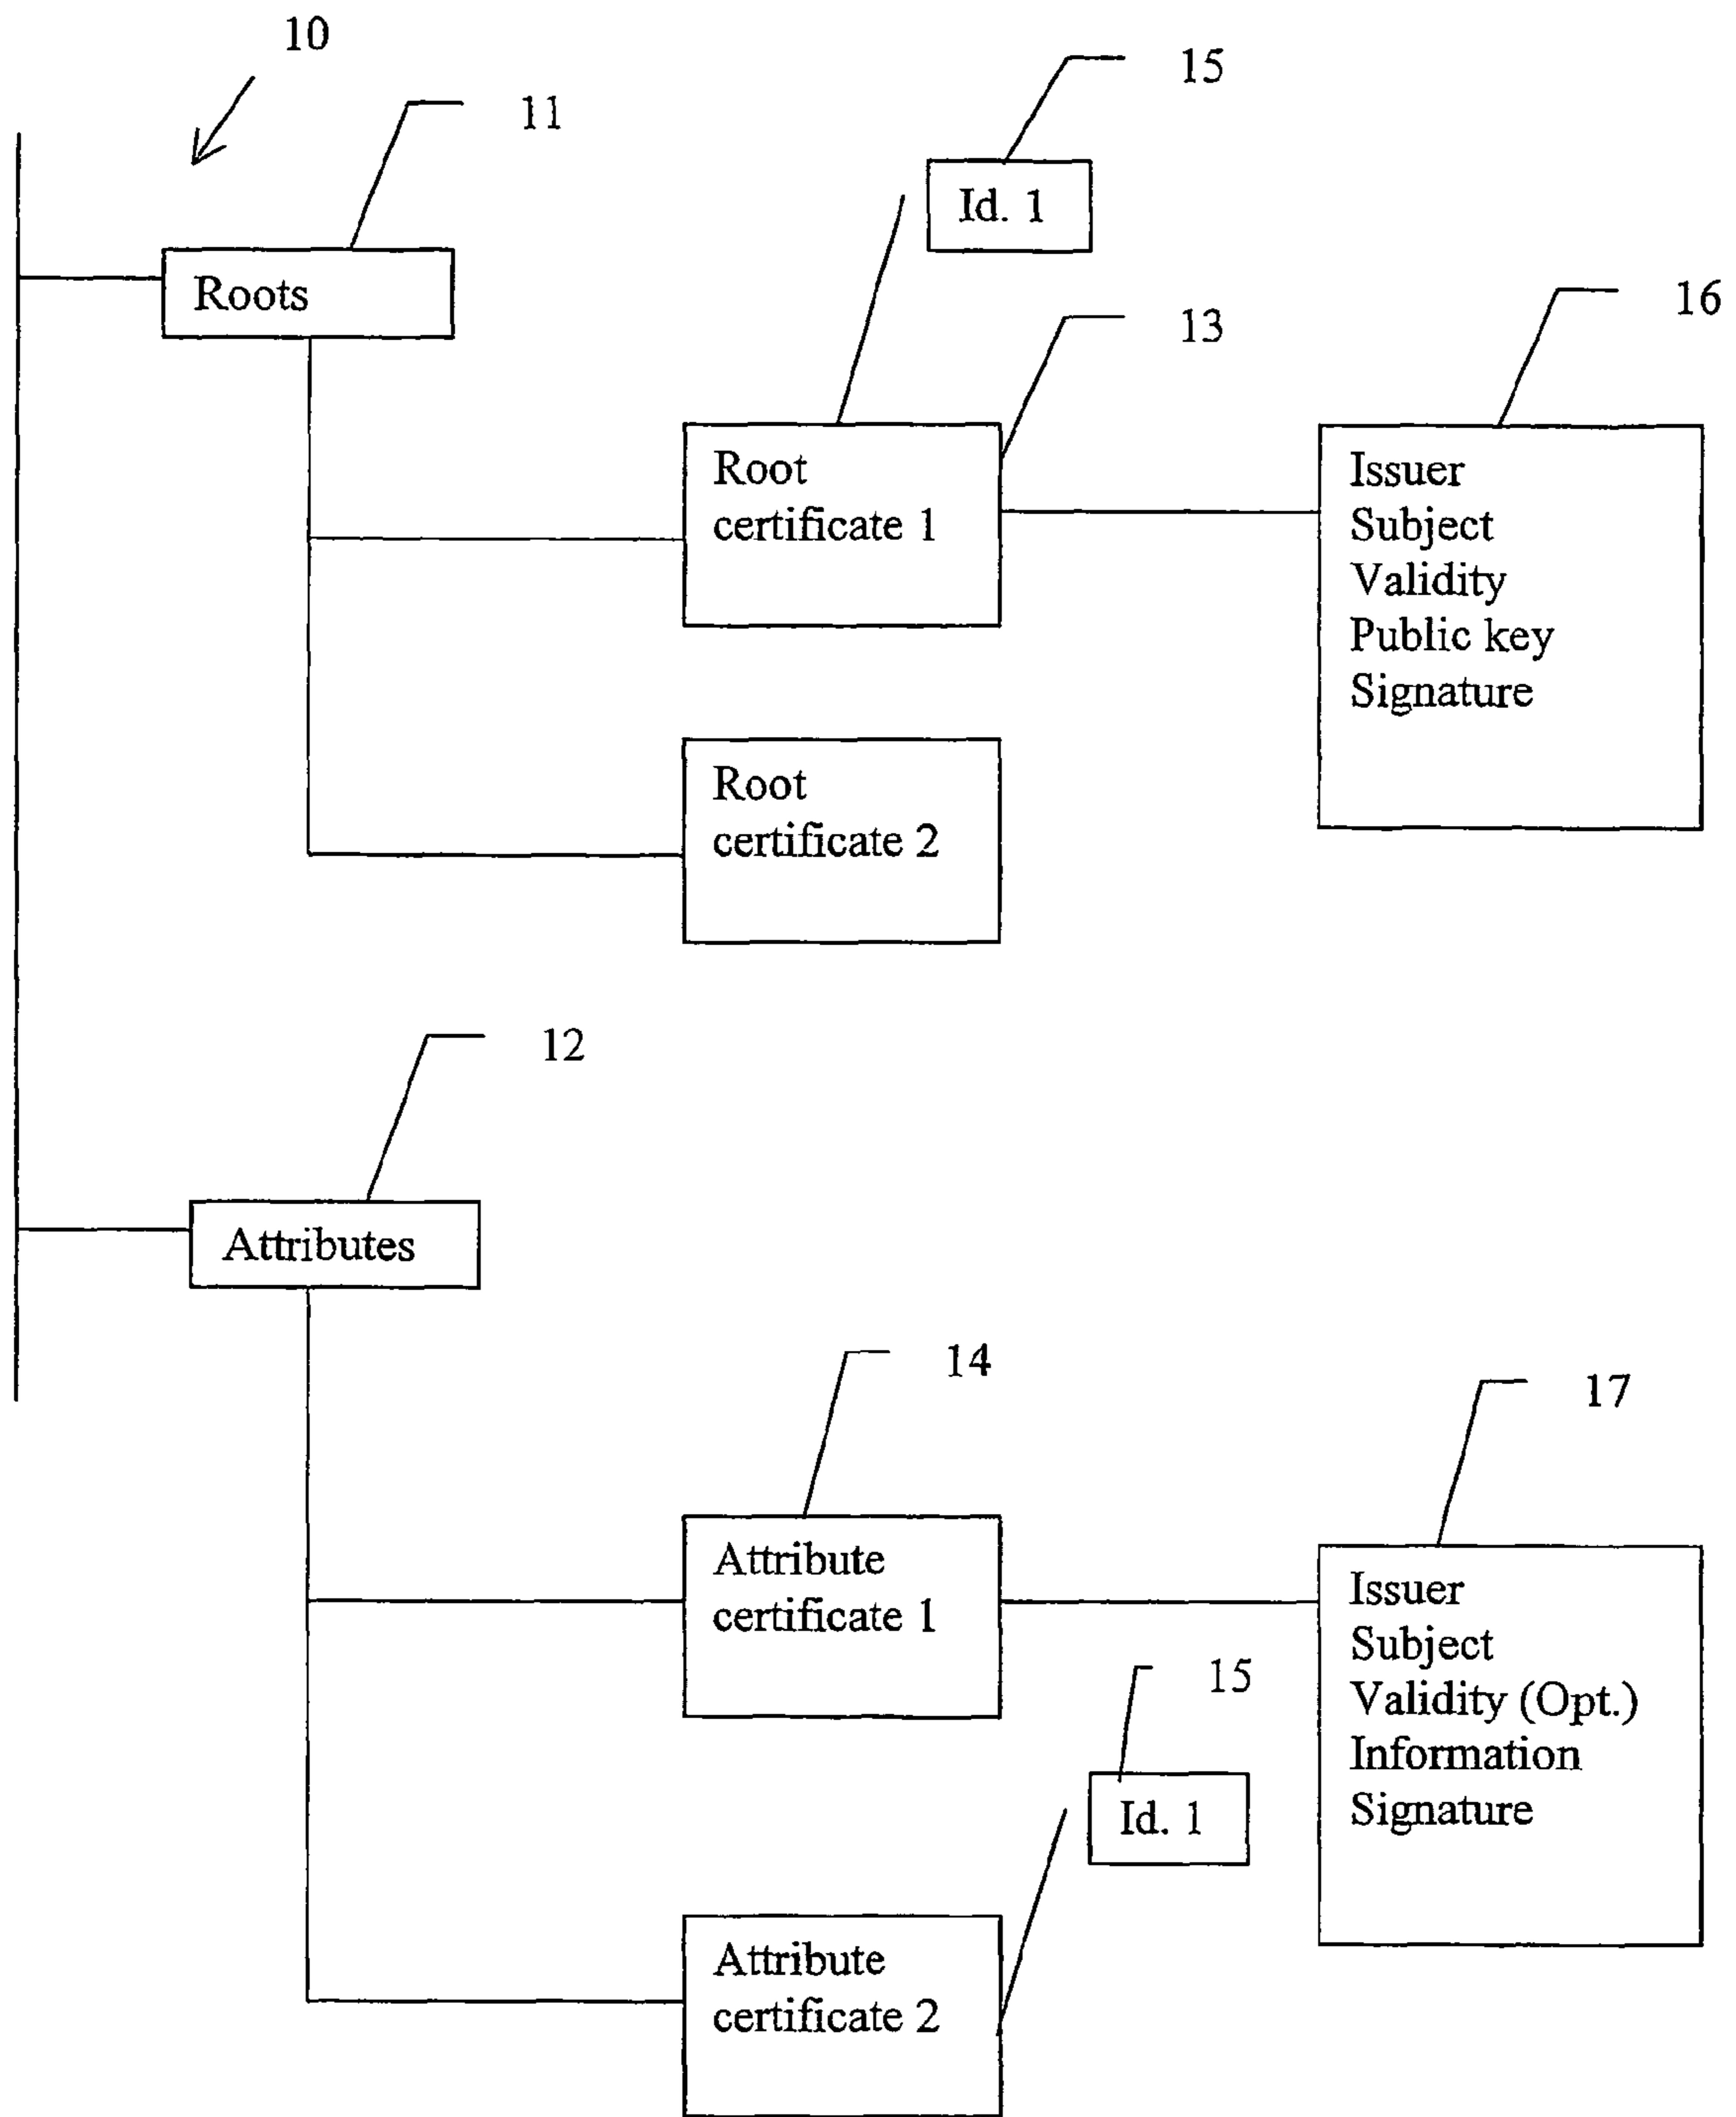 10
15
11
Id. 1
Roots
16
13
Root
certificate 1
Issuer
Subject
Validity
Public key
Signature
Root
certificate 2
12
Attributes
14
17
Attribute
certificate 1
Issuer
Subject
Validity (Opt.)
Information
Signature
15
Id. 1
Attribute
certificate 2